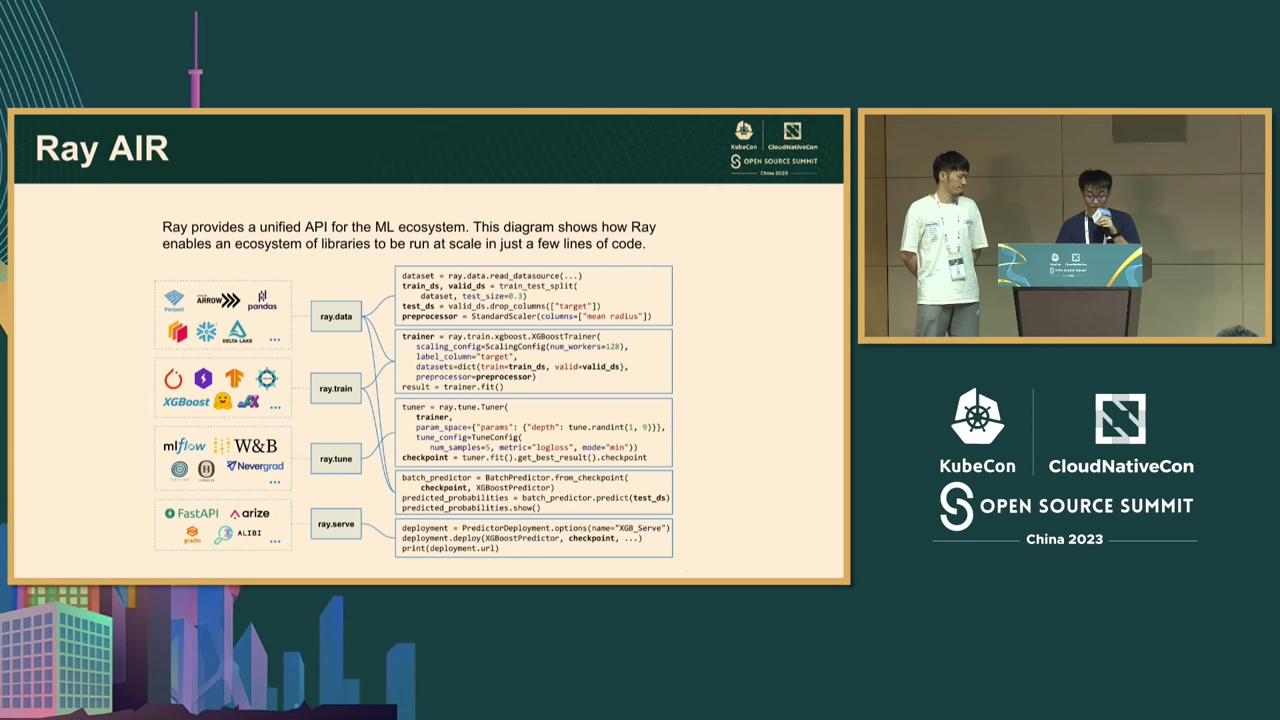 Ray AIR
KubeCon
CloudNativeCon
OPEN SOURCE SUMMIT
China 2023
Ray provides a unified API for the ML ecosystem. This diagram shows how Ray
enables an ecosystem of libraries to be run at scale in just a few lines of code.
Parquet
ARROW
pandas
DELTA LAKE
...
XGBoost
...
mlflow
W&B
Nevergrad
...
FastAPI
arize
gradio
ALIBI
...
ray.data
ray.train
ray.tune
ray.serve
dataset = ray.data.read_datasource(...)
train_ds, valid_ds = train_test_split(
dataset, test_size=0.3)
test_ds = valid_ds.drop_columns(["target"])
preprocessor = StandardScaler(columns=["mean radius"])
trainer = ray.train.xgboost.XGBoostTrainer(
scaling_config=ScalingConfig(num_workers=128),
label_column="target",
datasets=dict(train=train_ds, valid=valid_ds},
preprocessor=preprocessor)
result = trainer.fit()
tuner = ray.tune.Tuner(
trainer,
param_space={"params": {"depth": tune.randint(1, 9)}},
tune_config=TuneConfig(
num_samples=5, metric="logloss", mode="min"))
checkpoint = tuner.fit().get_best_result().checkpoint
batch_predictor = BatchPredictor.from_checkpoint(
checkpoint, XGBoostPredictor)
predicted_probabilities = batch_predictor.predict(test_ds)
predicted_probabilities.show()
deployment = PredictorDeployment.options(name="XGB_Serve")
deployment.deploy(XGBoostPredictor, checkpoint, ...)
print(deployment.url)
KubeCon
CloudNativeCon
OPEN SOURCE SUMMIT
China 2023